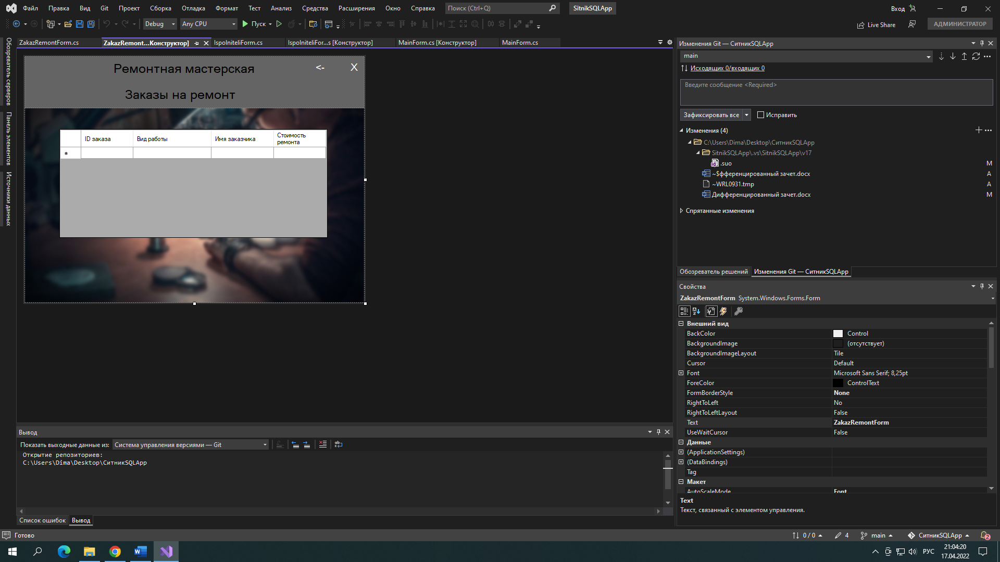 Файл Правка Вид Git Проект Сборка Отладка Формат Тест Анализ Средства Расширения Окно Справка Поиск (Ctrl+Q) SitnikSQLApp Вход
Debug Any CPU Пуск Live Share АДМИНИСТРАТОР
ZakazRemontForm.cs ZakazRemont...Конструктор] IspolniteliForm.cs IspolniteliFor...s [Конструктор] MainForm.cs [Конструктор] MainForm.cs
Обозреватель серверов
Панель элементов
Источники данных
Ремонтная мастерская <- X
Заказы на ремонт
ID заказа Вид работы Имя заказчика Стоимость ремонта
Изменения Git — СитникSQLApp
main
Исходящих 0/входящих 0
Введите сообщение <Required>
Зафиксировать все Исправить
Изменения (4)
C:\Users\Dima\Desktop\СитникSQLApp
SitnikSQLApp\.vs\SitnikSQLApp\v17
.suo M
~$фференцированный зачет.docx A
~WRL0931.tmp A
Дифференцированный зачет.docx M
Спрятанные изменения
Обозреватель решений Изменения Git — СитникSQLApp
Свойства
ZakazRemontForm System.Windows.Forms.Form
Внешний вид
BackColor Control
BackgroundImage (отсутствует)
BackgroundImageLayout Tile
Cursor Default
Font Microsoft Sans Serif; 8,25pt
ForeColor ControlText
FormBorderStyle None
RightToLeft No
RightToLeftLayout False
Text ZakazRemontForm
UseWaitCursor False
Данные
(ApplicationSettings)
(DataBindings)
Tag
Макет
AutoScaleMode Font
Text
Текст, связанный с элементом управления.
Вывод
Показать выходные данные из: Система управления версиями — Git
Открытие репозиториев:
C:\Users\Dima\Desktop\СитникSQLApp
Список ошибок Вывод
Готово 0 / 0 4 main СитникSQLApp 2
РУС 21:04:20
17.04.2022